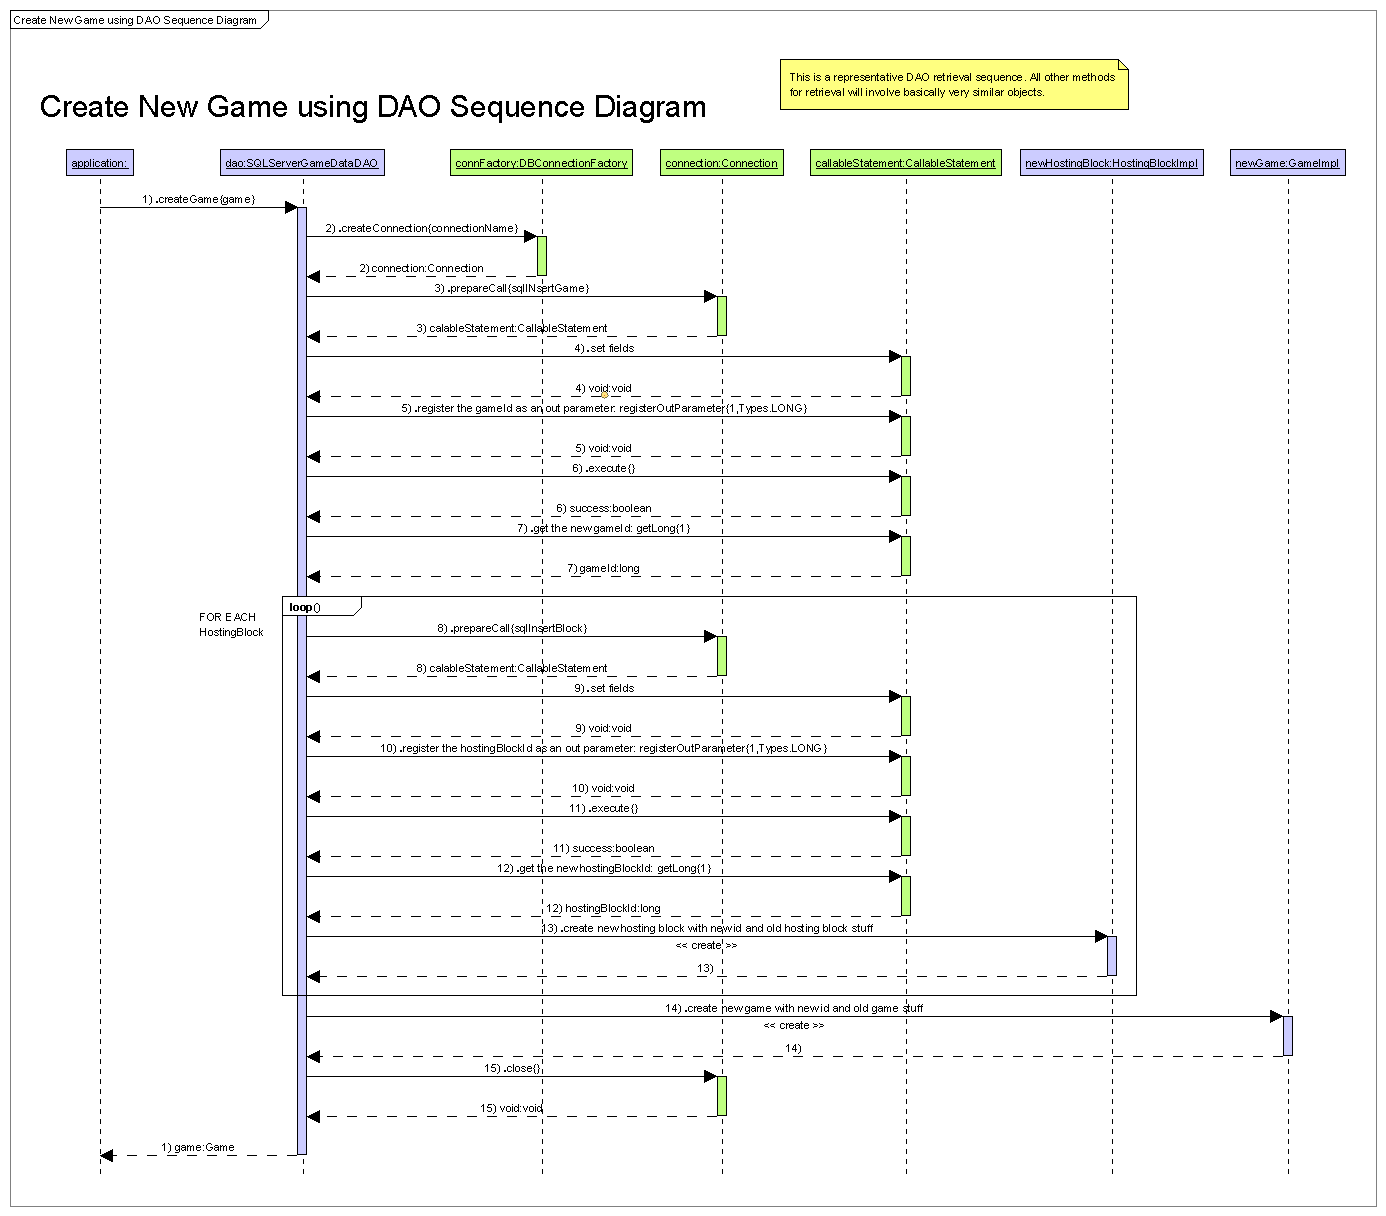 Create New Game using DAO Sequence Diagram
This is a representative DAO retrieval sequence. All other methods
for retrieval will involve basically very similar objects.
Create New Game using DAO Sequence Diagram
application:
dao:SQLServerGameDataDAO
connFactory:DBConnectionFactory
connection:Connection
callableStatement:CallableStatement
newHostingBlock:HostingBlockImpl
newGame:GameImpl
1) .createGame{game}
2) .createConnection{connectionName}
2) connection:Connection
3) .prepareCall{sqlINsertGame}
3) calableStatement:CallableStatement
4) .set fields
4) void:void
5) .register the gameId as an out parameter: registerOutParameter{1,Types.LONG}
5) void:void
6) .execute{}
6) success:boolean
7) .get the new gameId: getLong{1}
7) gameId:long
loop()
FOR EACH
HostingBlock
8) .prepareCall{sqlInsertBlock}
8) calableStatement:CallableStatement
9) .set fields
9) void:void
10) .register the hostingBlockId as an out parameter: registerOutParameter{1,Types.LONG}
10) void:void
11) .execute{}
11) success:boolean
12) .get the new hostingBlockId: getLong{1}
12) hostingBlockId:long
13) .create new hosting block with new id and old hosting block stuff
<< create >>
13)
14) .create new game with new id and old game stuff
<< create >>
14)
15) .close{}
15) void:void
1) game:Game